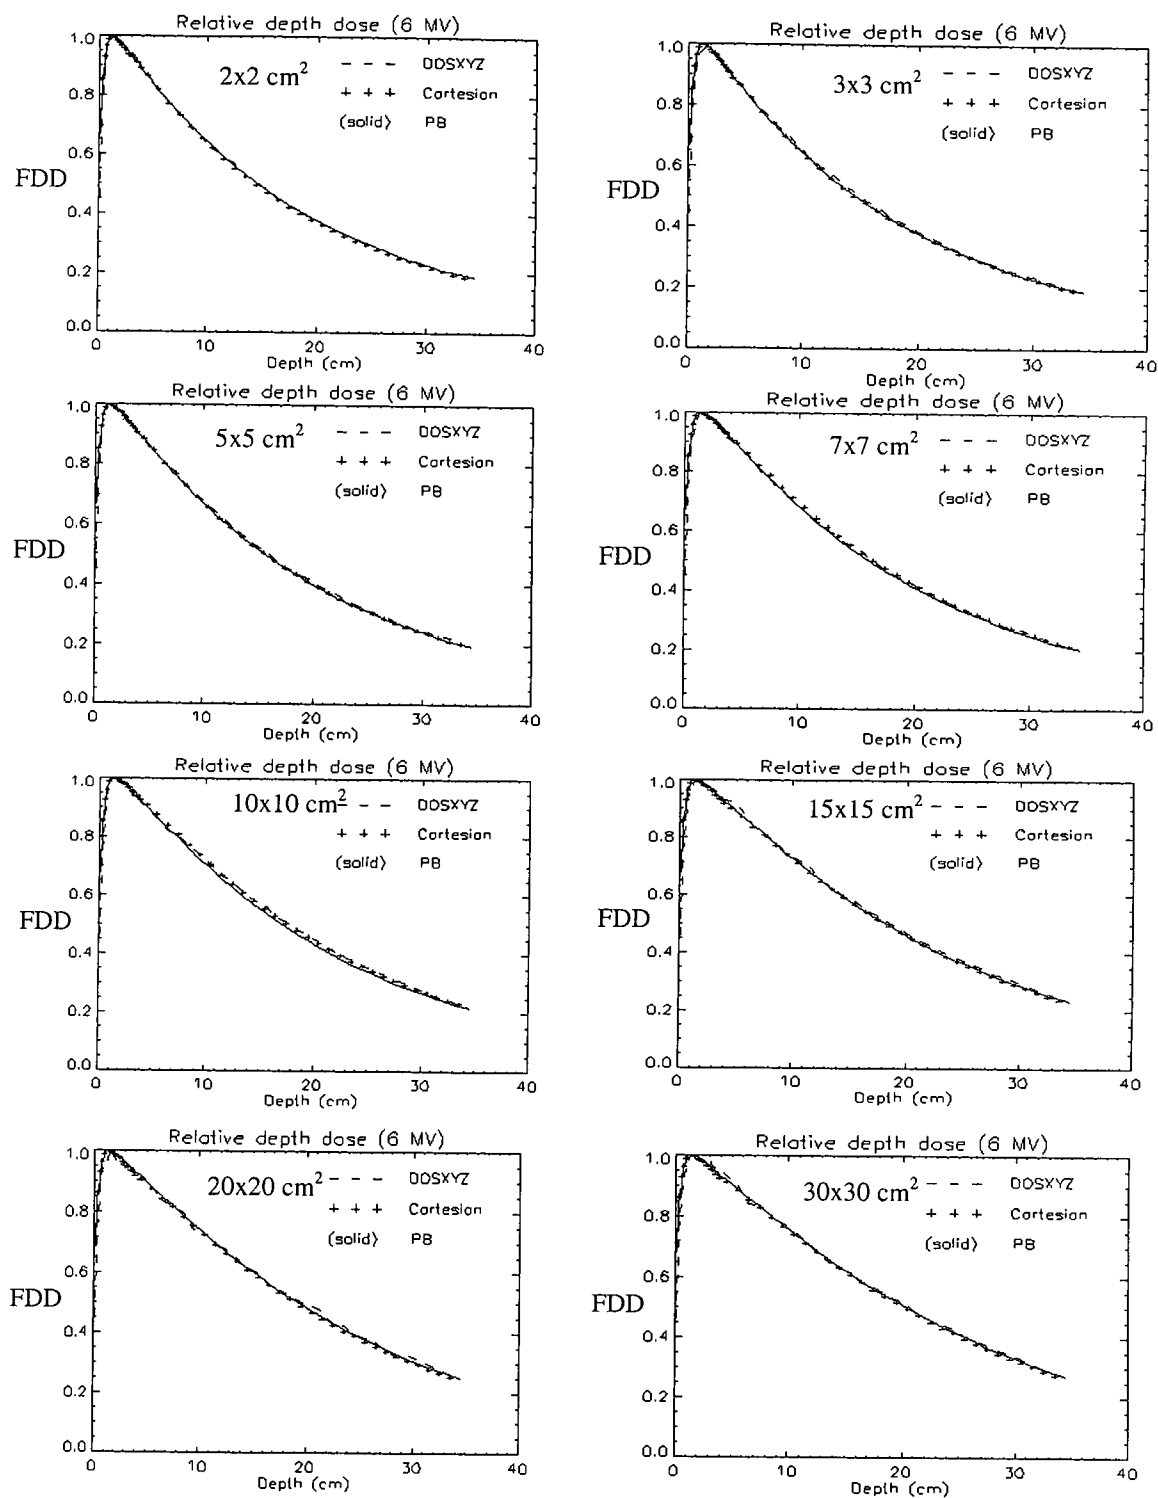 Relative depth dose (6 MV)
2x2 cm²
DOSXYZ
+ + + Cartesian
(solid) PB
FDD
1.0
0.8
0.6
0.4
0.2
0.0
0 10 20 30 40
Depth (cm)
Relative depth dose (6 MV)
3x3 cm²
DOSXYZ
+ + + Cartesian
(solid) PB
FDD
1.0
0.8
0.6
0.4
0.2
0.0
0 10 20 30 40
Depth (cm)
Relative depth dose (6 MV)
5x5 cm²
DOSXYZ
+ + + Cartesian
(solid) PB
FDD
1.0
0.8
0.6
0.4
0.2
0.0
0 10 20 30 40
Depth (cm)
Relative depth dose (6 MV)
7x7 cm²
DOSXYZ
+ + + Cartesian
(solid) PB
FDD
1.0
0.8
0.6
0.4
0.2
0.0
0 10 20 30 40
Depth (cm)
Relative depth dose (6 MV)
10x10 cm²
DOSXYZ
+ + + Cartesian
(solid) PB
FDD
1.0
0.8
0.6
0.4
0.2
0.0
0 10 20 30 40
Depth (cm)
Relative depth dose (6 MV)
15x15 cm²
DOSXYZ
+ + + Cartesian
(solid) PB
FDD
1.0
0.8
0.6
0.4
0.2
0.0
0 10 20 30 40
Depth (cm)
Relative depth dose (6 MV)
20x20 cm²
DOSXYZ
+ + + Cartesian
(solid) PB
FDD
1.0
0.8
0.6
0.4
0.2
0.0
0 10 20 30 40
Depth (cm)
Relative depth dose (6 MV)
30x30 cm²
DOSXYZ
+ + + Cartesian
(solid) PB
FDD
1.0
0.8
0.6
0.4
0.2
0.0
0 10 20 30 40
Depth (cm)